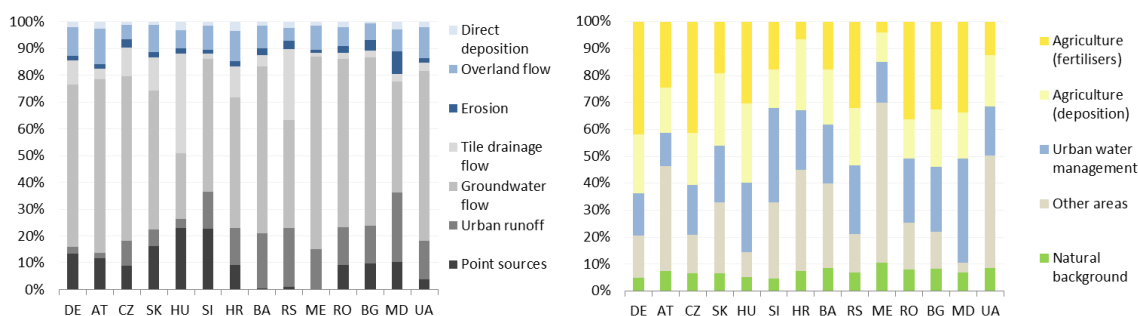 100%
90%
80%
70%
60%
50%
40%
30%
20%
10%
0%
DE AT CZ SK HU SI HR BA RS ME RO BG MD UA
Direct
deposition
Overland flow
Erosion
Tile drainage
flow
Groundwater
flow
Urban runoff
Point sources
100%
90%
80%
70%
60%
50%
40%
30%
20%
10%
0%
DE AT CZ SK HU SI HR BA RS ME RO BG MD UA
Agriculture
(fertilisers)
Agriculture
(deposition)
Urban water
management
Other areas
Natural
background